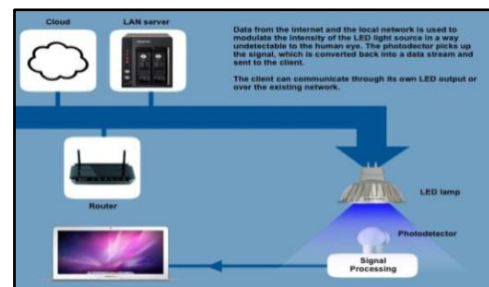 Cloud
LAN server
Data from the internet and the local network is used to
modulate the intensity of the LED light source in a way
undetectable to the human eye. The photodector picks up
the signal, which is converted back into a data stream and
sent to the client.
The client can communicate through its own LED output or
over the existing network.
Router
LED lamp
Photodetector
Signal
Processing